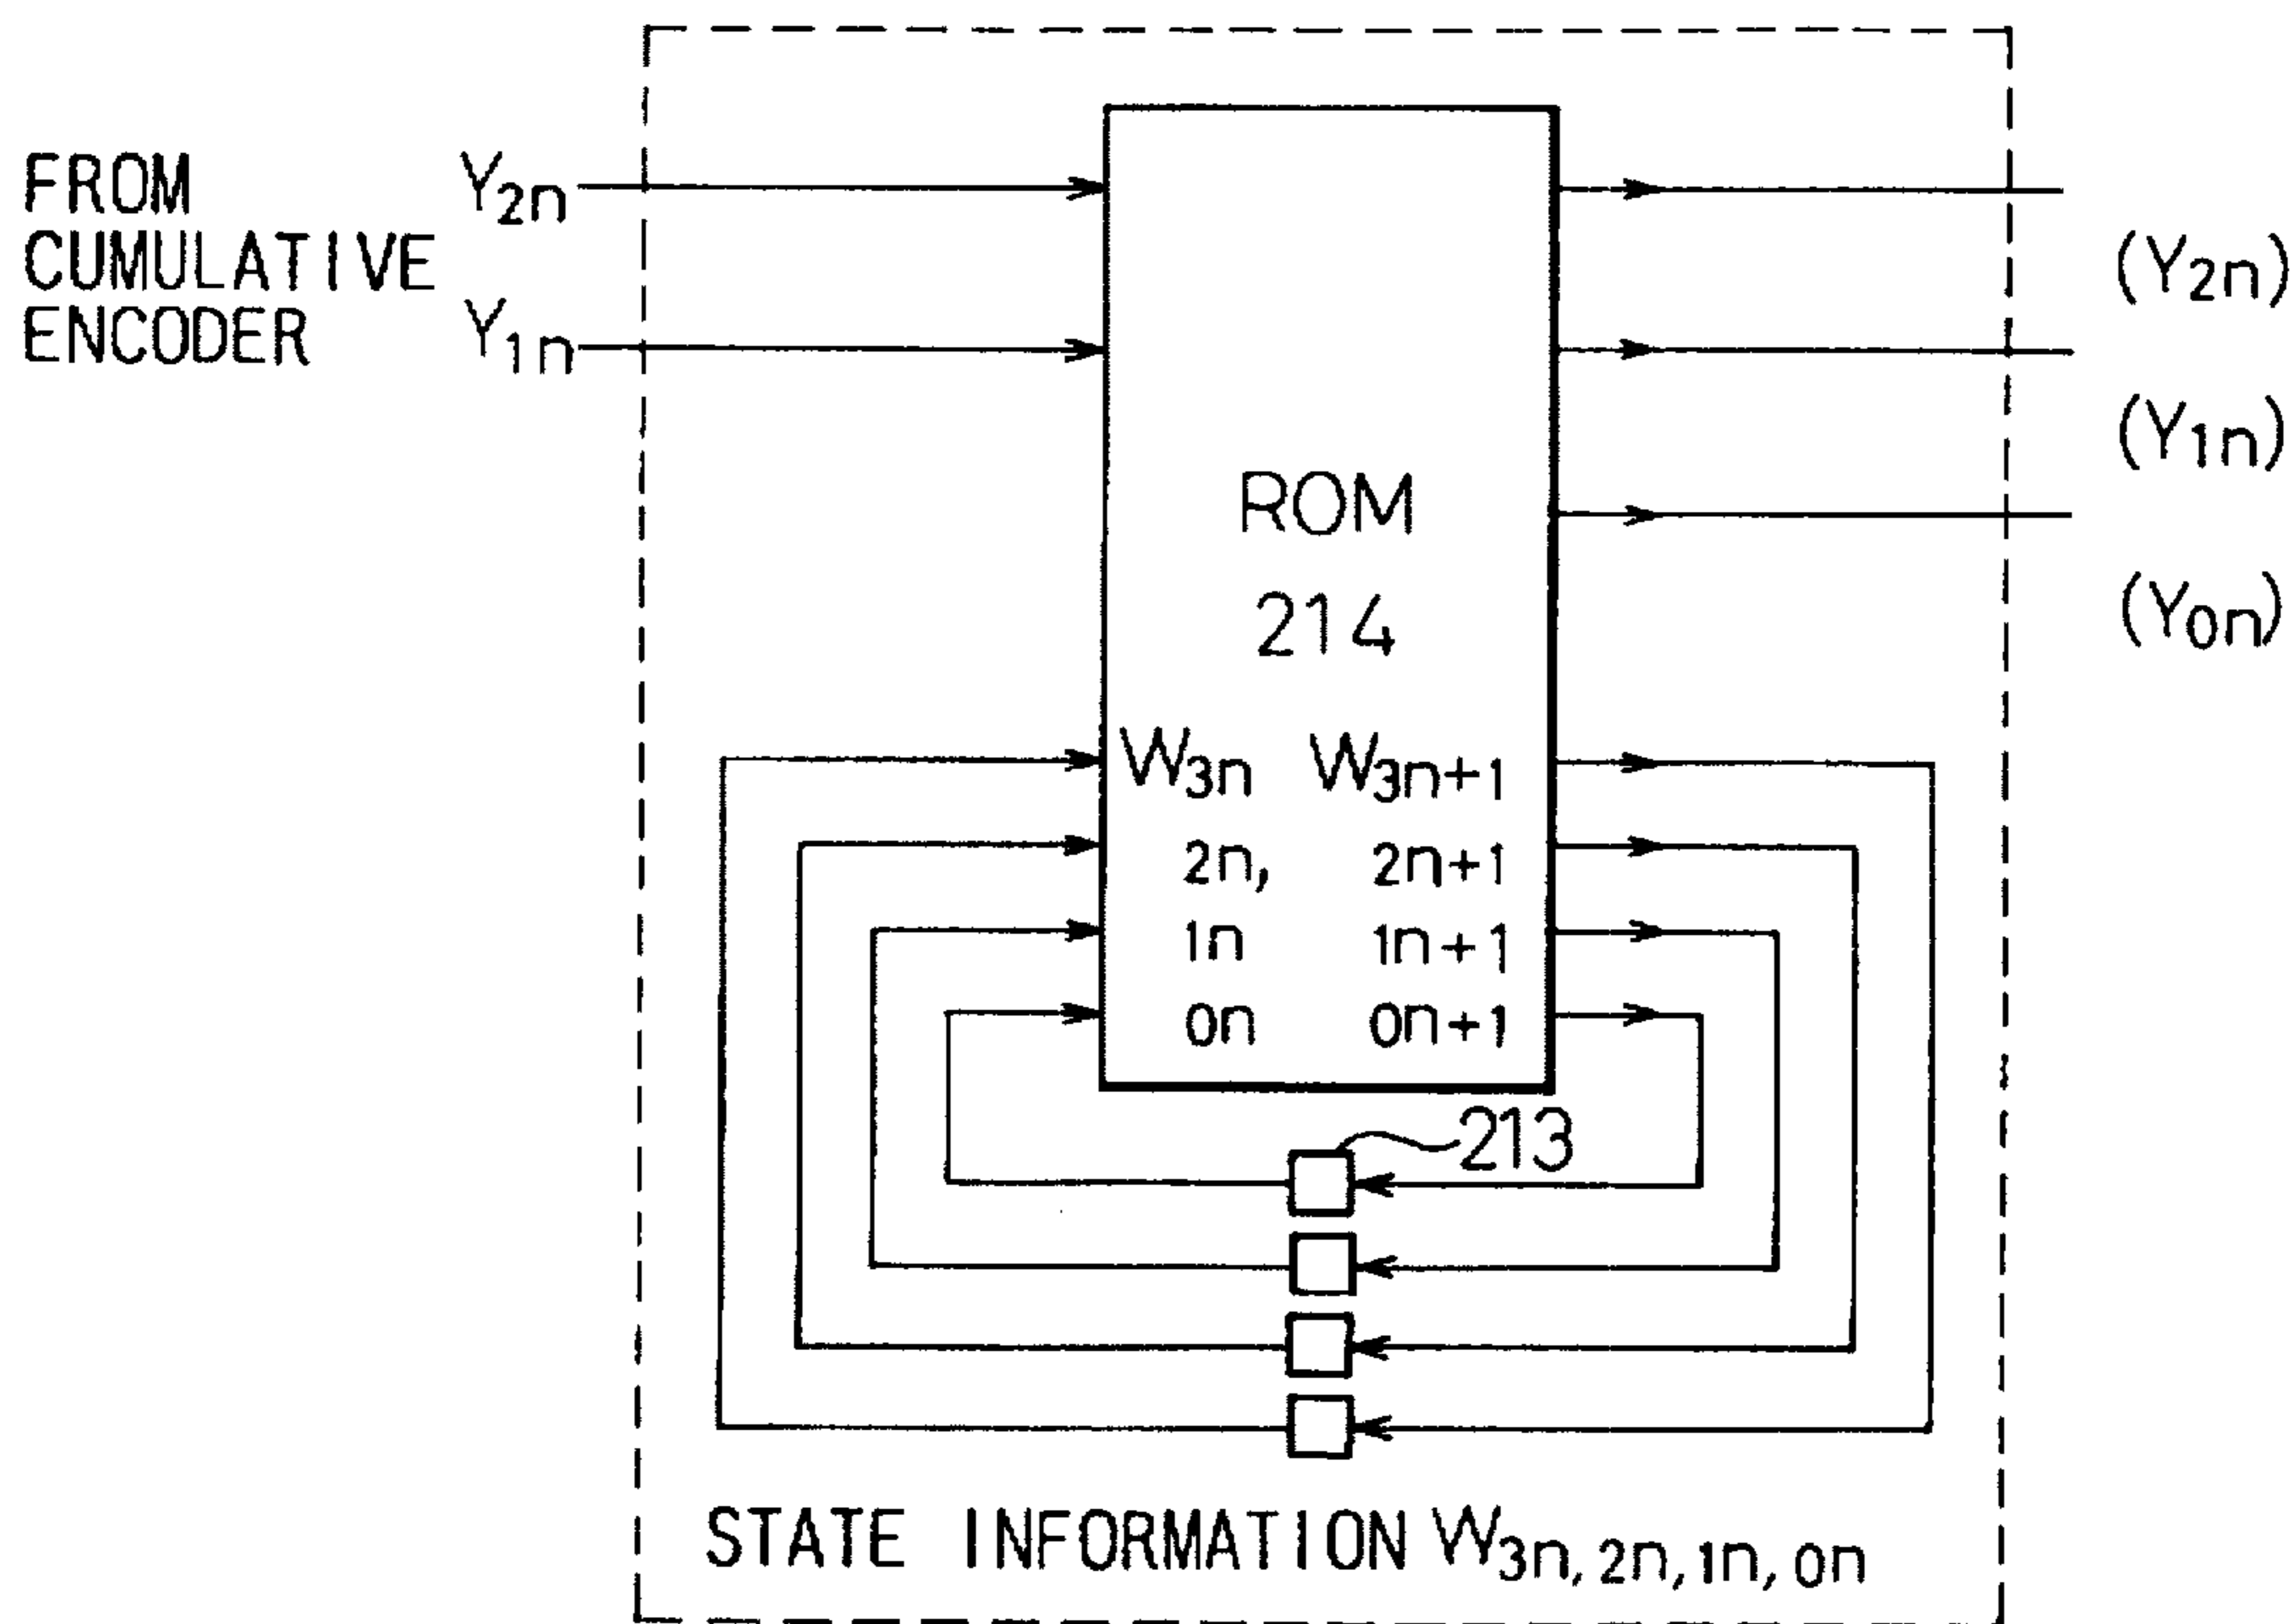 FROM
CUMULATIVE
ENCODER
Y2n
Y1n
(Y2n)
(Y1n)
(Y0n)
ROM
214
W3n W3n+1
2n, 2n+1
1n 1n+1
0n 0n+1
213
STATE INFORMATION W3n, 2n, 1n, 0n